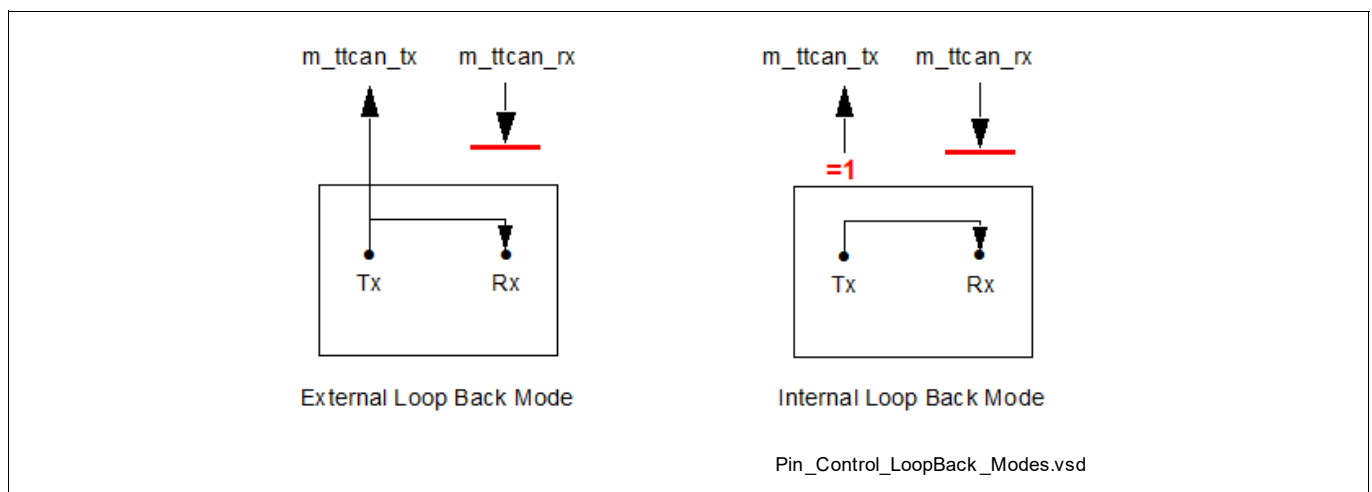 m_ttcan_tx m_ttcan_rx m_ttcan_tx m_ttcan_rx
=1
Tx Rx Tx Rx
External Loop Back Mode Internal Loop Back Mode
Pin_Control_LoopBack_Modes.vsd